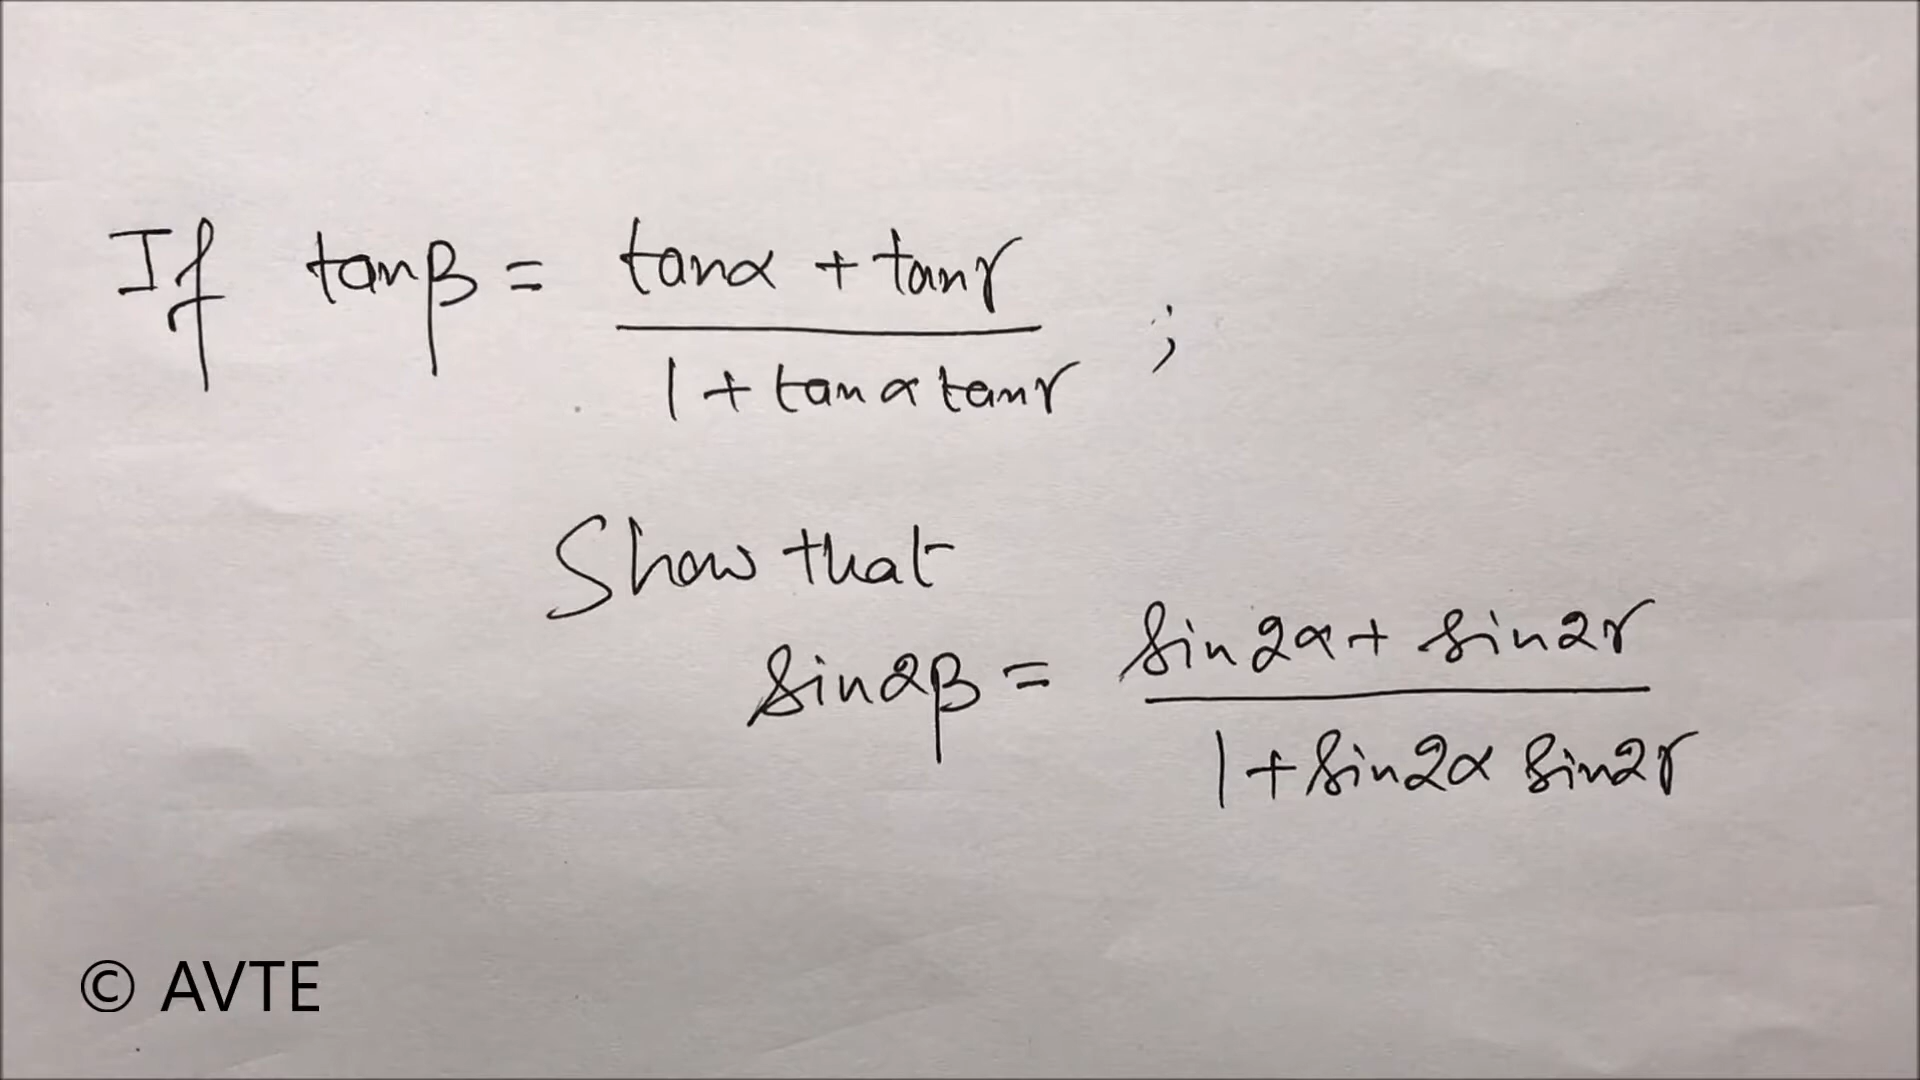 If tanβ = tanα + tanγ / 1 + tanα tanγ ;
Show that
sin2β = sin2α + sin2γ / 1 + sin2α sin2γ
© AVTE